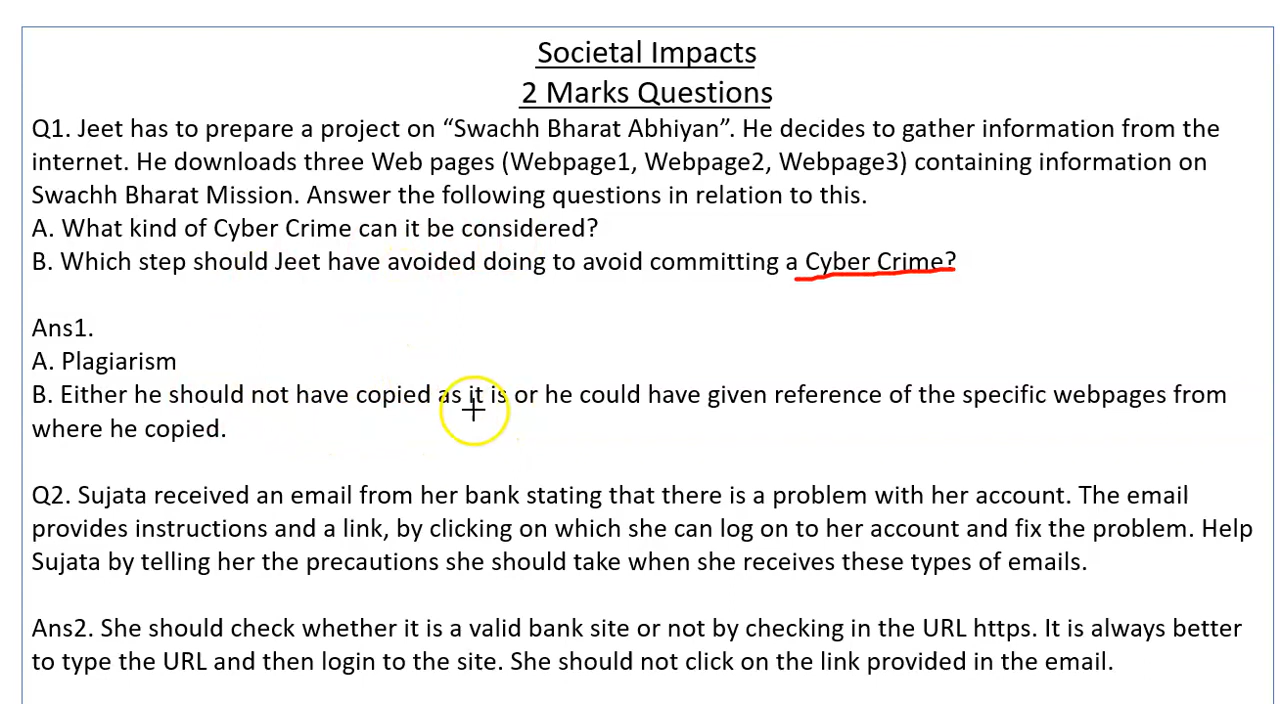 Societal Impacts
2 Marks Questions
Q1. Jeet has to prepare a project on “Swachh Bharat Abhiyan”. He decides to gather information from the
internet. He downloads three Web pages (Webpage1, Webpage2, Webpage3) containing information on
Swachh Bharat Mission. Answer the following questions in relation to this.
A. What kind of Cyber Crime can it be considered?
B. Which step should Jeet have avoided doing to avoid committing a Cyber Crime?
Ans1.
A. Plagiarism
B. Either he should not have copied as it is or he could have given reference of the specific webpages from
where he copied.
Q2. Sujata received an email from her bank stating that there is a problem with her account. The email
provides instructions and a link, by clicking on which she can log on to her account and fix the problem. Help
Sujata by telling her the precautions she should take when she receives these types of emails.
Ans2. She should check whether it is a valid bank site or not by checking in the URL https. It is always better
to type the URL and then login to the site. She should not click on the link provided in the email.